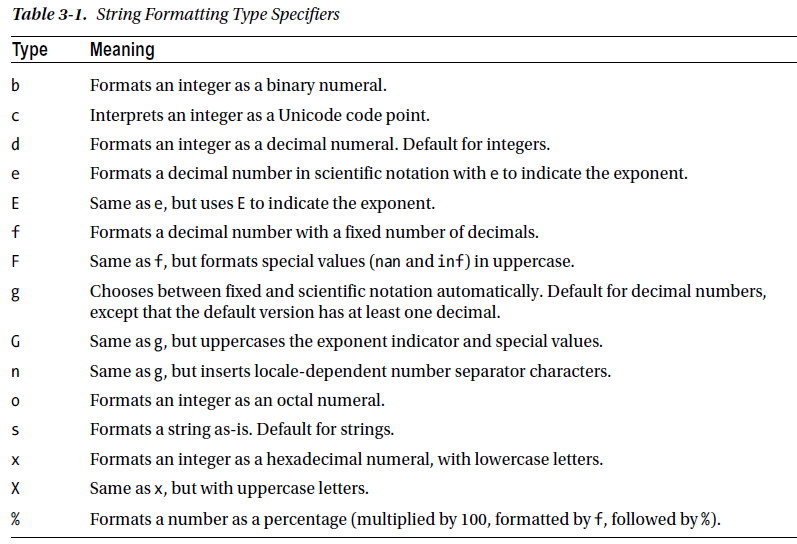 Table 3-1. String Formatting Type Specifiers
Type Meaning
b Formats an integer as a binary numeral.
c Interprets an integer as a Unicode code point.
d Formats an integer as a decimal numeral. Default for integers.
e Formats a decimal number in scientific notation with e to indicate the exponent.
E Same as e, but uses E to indicate the exponent.
f Formats a decimal number with a fixed number of decimals.
F Same as f, but formats special values (nan and inf) in uppercase.
g Chooses between fixed and scientific notation automatically. Default for decimal numbers,
except that the default version has at least one decimal.
G Same as g, but uppercases the exponent indicator and special values.
n Same as g, but inserts locale-dependent number separator characters.
o Formats an integer as an octal numeral.
s Formats a string as-is. Default for strings.
x Formats an integer as a hexadecimal numeral, with lowercase letters.
X Same as x, but with uppercase letters.
% Formats a number as a percentage (multiplied by 100, formatted by f, followed by %).